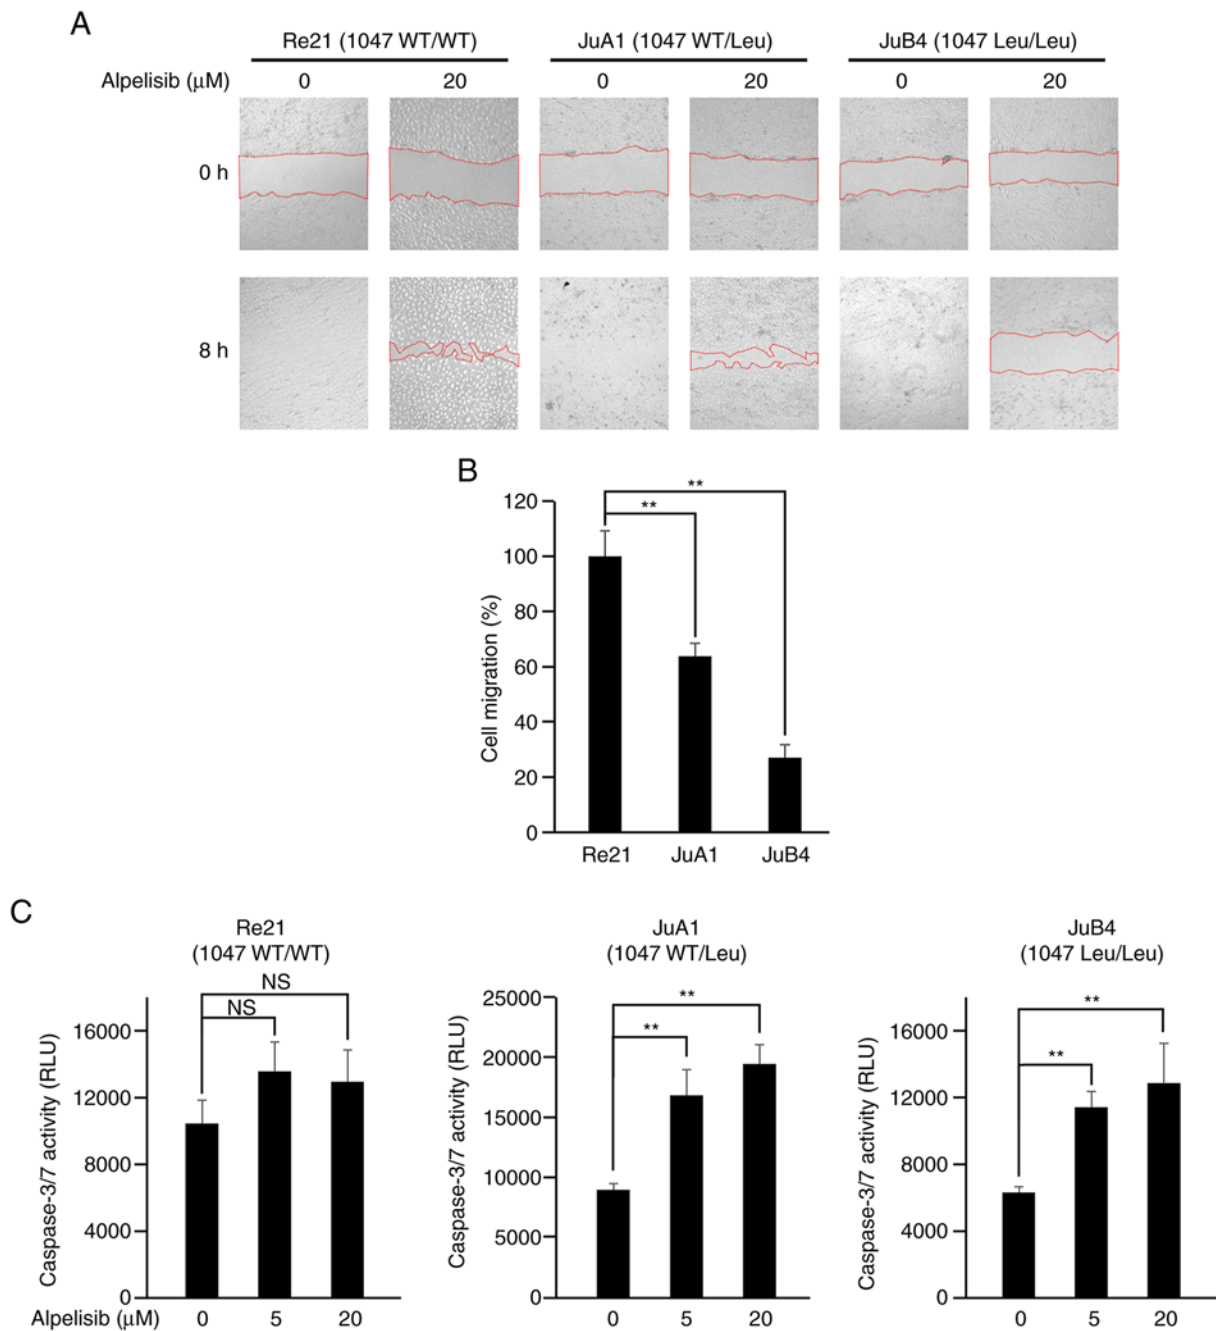 A
Re21 (1047 WT/WT) JuA1 (1047 WT/Leu) JuB4 (1047 Leu/Leu)
Alpelisib (μM) 0 20 0 20 0 20
0 h
8 h
B
**
**
120
100
80
60
40
20
0
Cell migration (%)
Re21 JuA1 JuB4
C
Re21
(1047 WT/WT)
NS
NS
16000
12000
8000
4000
0
Caspase-3/7 activity (RLU)
Alpelisib (μM) 0 5 20
JuA1
(1047 WT/Leu)
**
**
25000
20000
15000
10000
5000
0
Caspase-3/7 activity (RLU)
0 5 20
JuB4
(1047 Leu/Leu)
**
**
16000
12000
8000
4000
0
Caspase-3/7 activity (RLU)
0 5 20